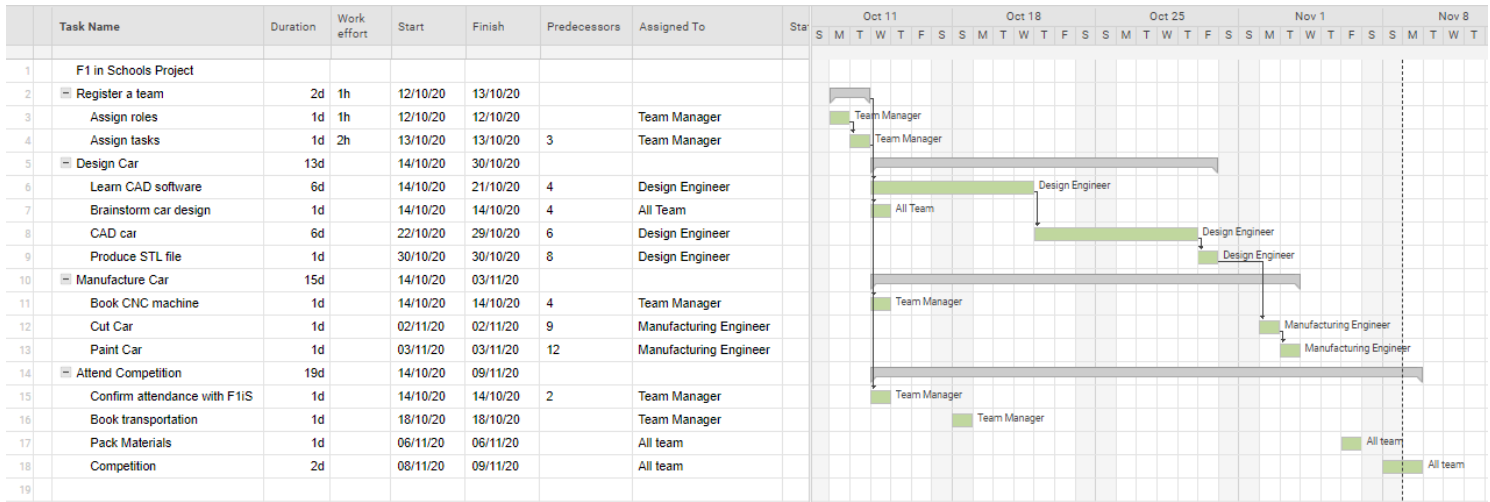 Task Name Duration Work effort Start Finish Predecessors Assigned To Sta Oct 11 Oct 18 Oct 25 Nov 1 Nov 8
S M T W T F S S M T W T F S S M T W T F S S M T W T F S S M T W T
1 F1 in Schools Project
2 Register a team 2d 1h 12/10/20 13/10/20
3 Assign roles 1d 1h 12/10/20 12/10/20 Team Manager Team Manager
4 Assign tasks 1d 2h 13/10/20 13/10/20 3 Team Manager Team Manager
5 Design Car 13d 14/10/20 30/10/20
6 Learn CAD software 6d 14/10/20 21/10/20 4 Design Engineer Design Engineer
7 Brainstorm car design 1d 14/10/20 14/10/20 4 All Team All Team
8 CAD car 6d 22/10/20 29/10/20 6 Design Engineer Design Engineer
9 Produce STL file 1d 30/10/20 30/10/20 8 Design Engineer Design Engineer
10 Manufacture Car 15d 14/10/20 03/11/20
11 Book CNC machine 1d 14/10/20 14/10/20 4 Team Manager Team Manager
12 Cut Car 1d 02/11/20 02/11/20 9 Manufacturing Engineer Manufacturing Engineer
13 Paint Car 1d 03/11/20 03/11/20 12 Manufacturing Engineer Manufacturing Engineer
14 Attend Competition 19d 14/10/20 09/11/20
15 Confirm attendance with F1iS 1d 14/10/20 14/10/20 2 Team Manager Team Manager
16 Book transportation 1d 18/10/20 18/10/20 Team Manager Team Manager
17 Pack Materials 1d 06/11/20 06/11/20 All team All team
18 Competition 2d 08/11/20 09/11/20 All team All team
19